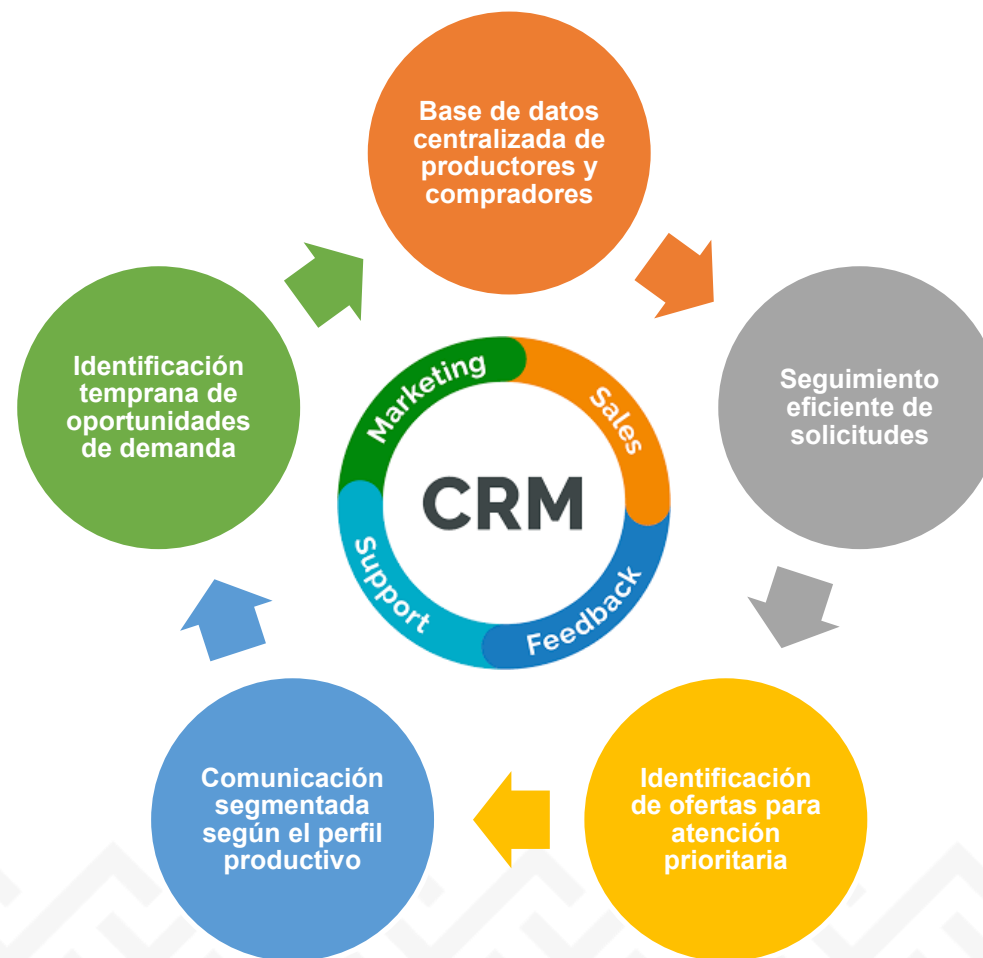 Base de datos
centralizada de
productores y
compradores
Seguimiento
eficiente de
solicitudes
Identificación
de ofertas para
atención
prioritaria
Comunicación
segmentada
según el perfil
productivo
Identificación
temprana de
oportunidades
de demanda
Marketing
Sales
CRM
Support
Feedback